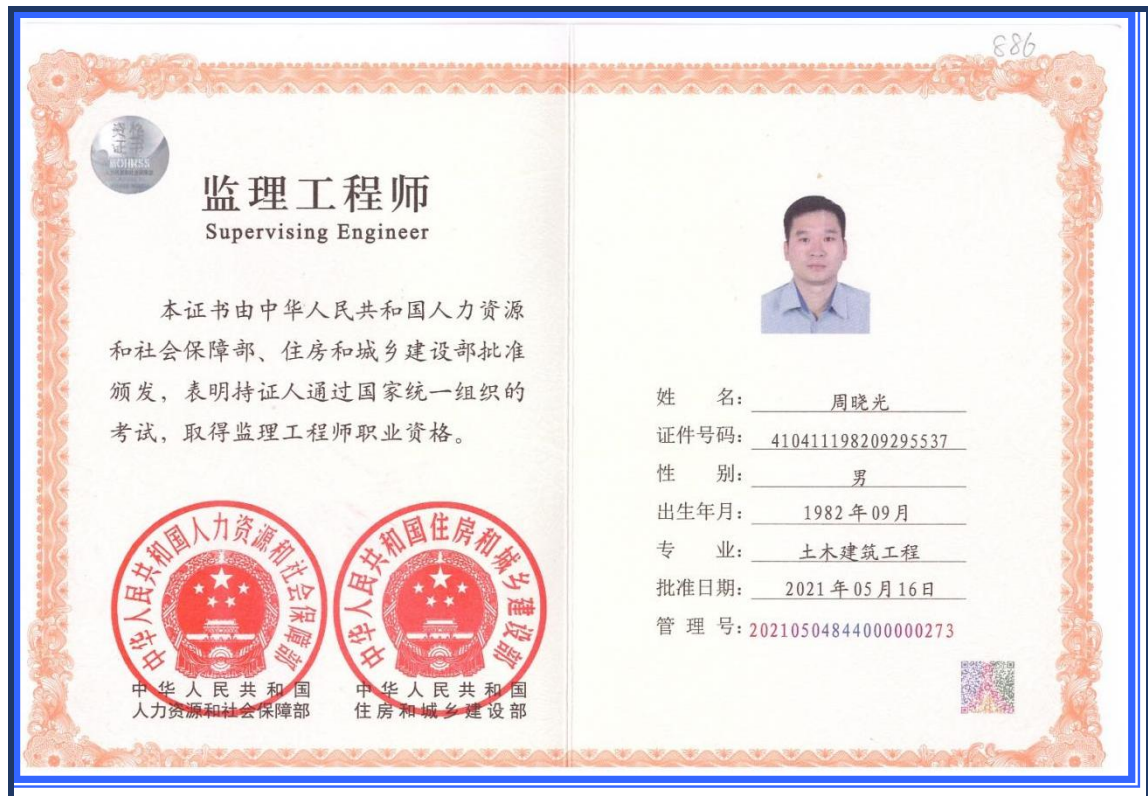 886
资格
证书
MOHRSS
监理工程师
Supervising Engineer
本证书由中华人民共和国人力资源
和社会保障部、住房和城乡建设部批准
颁发，表明持证人通过国家统一组织的
考试，取得监理工程师职业资格。
中华人民共和国人力资源和社会保障部
中华人民共和国住房和城乡建设部
中华人民共和国
人力资源和社会保障部
中华人民共和国
住房和城乡建设部
姓 名：周晓光
证件号码：410411198209295537
性 别：男
出生年月：1982年09月
专 业：土木建筑工程
批准日期：2021年05月16日
管 理 号：20210504844000000273